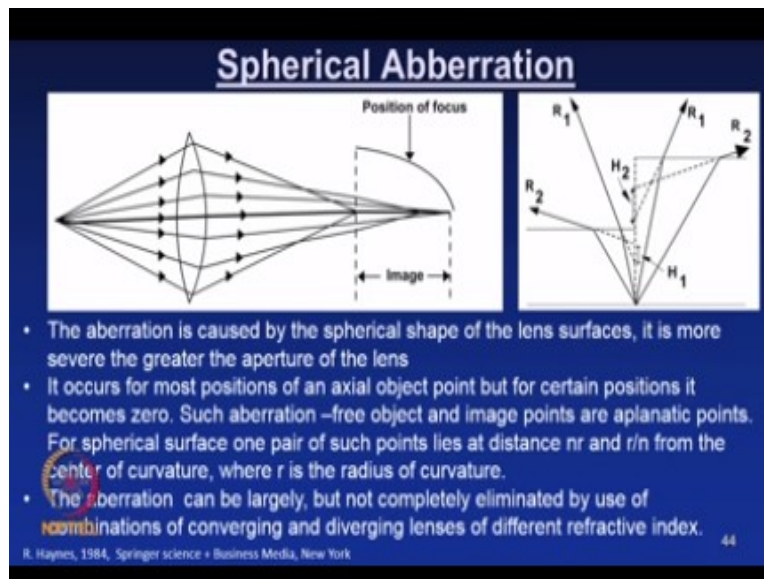 Spherical Abberration
Position of focus
Image
R1
R1
R2
R2
H2
H1
• The aberration is caused by the spherical shape of the lens surfaces, it is more
severe the greater the aperture of the lens
• It occurs for most positions of an axial object point but for certain positions it
becomes zero. Such aberration –free object and image points are aplanatic points.
For spherical surface one pair of such points lies at distance nr and r/n from the
center of curvature, where r is the radius of curvature.
• The aberration can be largely, but not completely eliminated by use of
combinations of converging and diverging lenses of different refractive index.
44
R. Haynes, 1984, Springer science + Business Media, New York